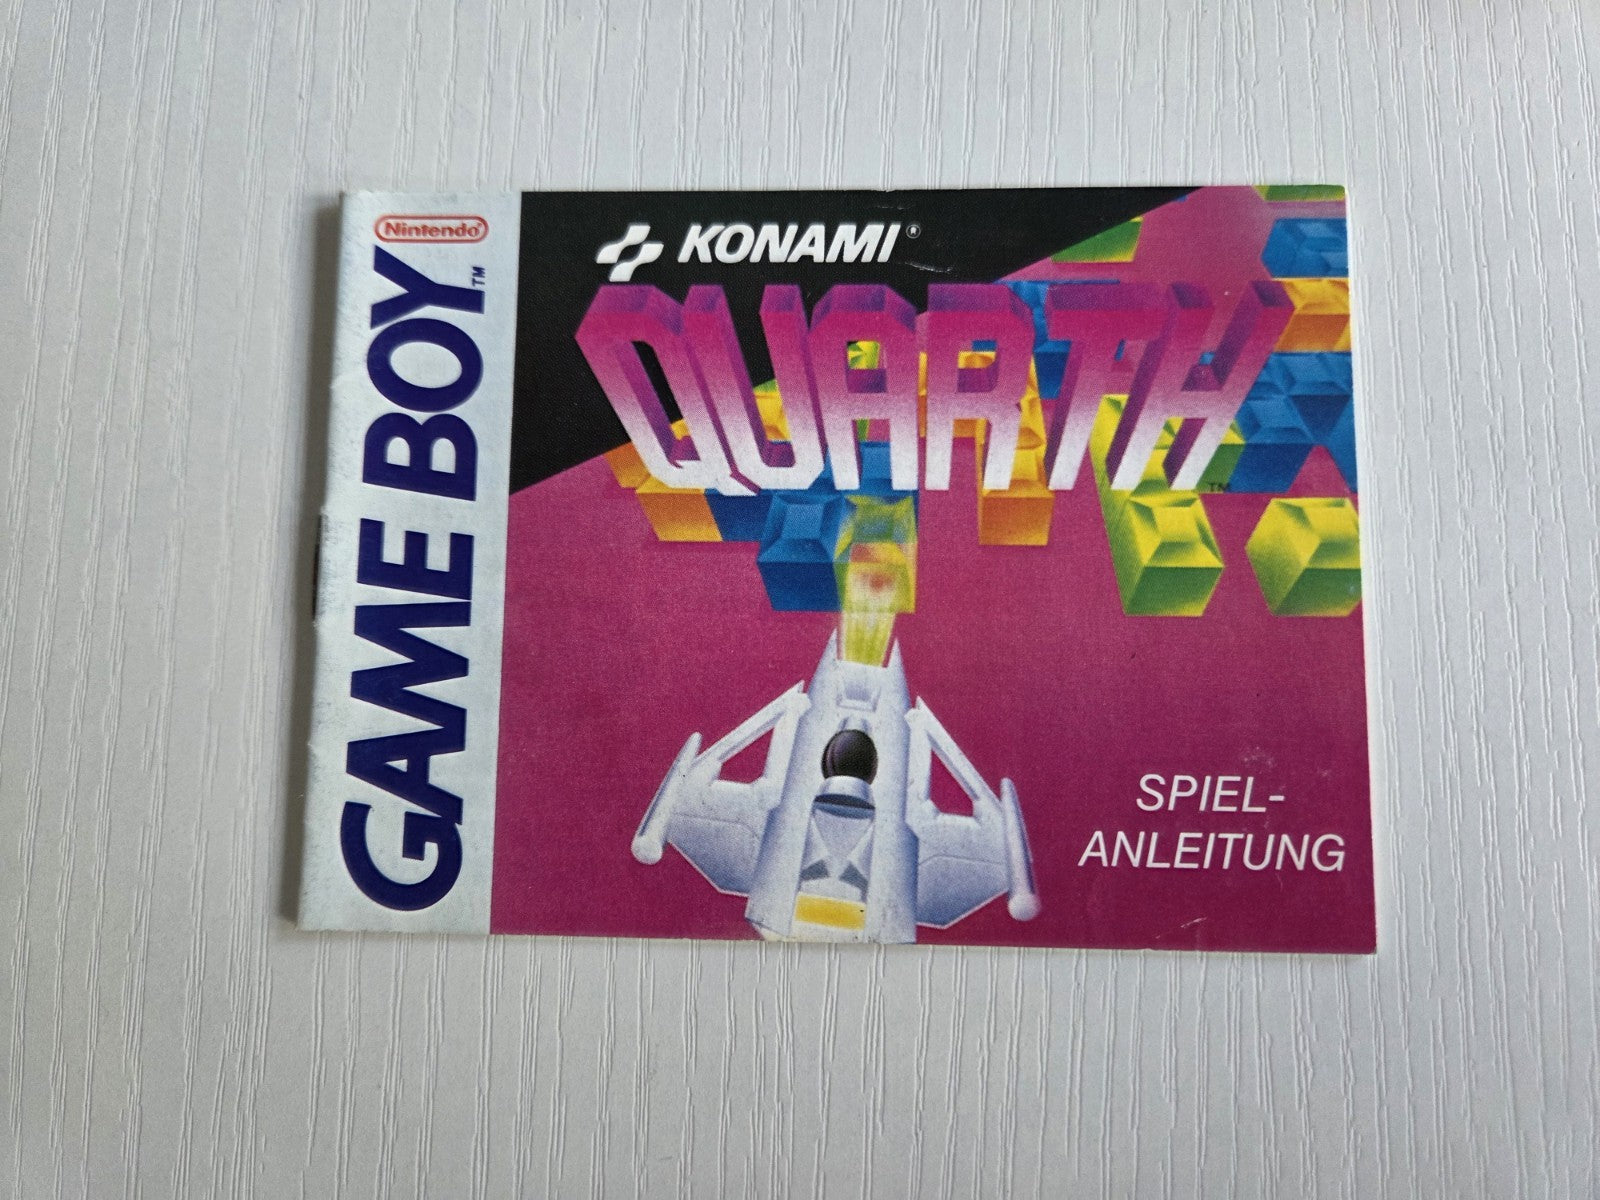 Nintendo®
GAME BOY™
KONAMI®
QUARTH™
SPIEL-
ANLEITUNG